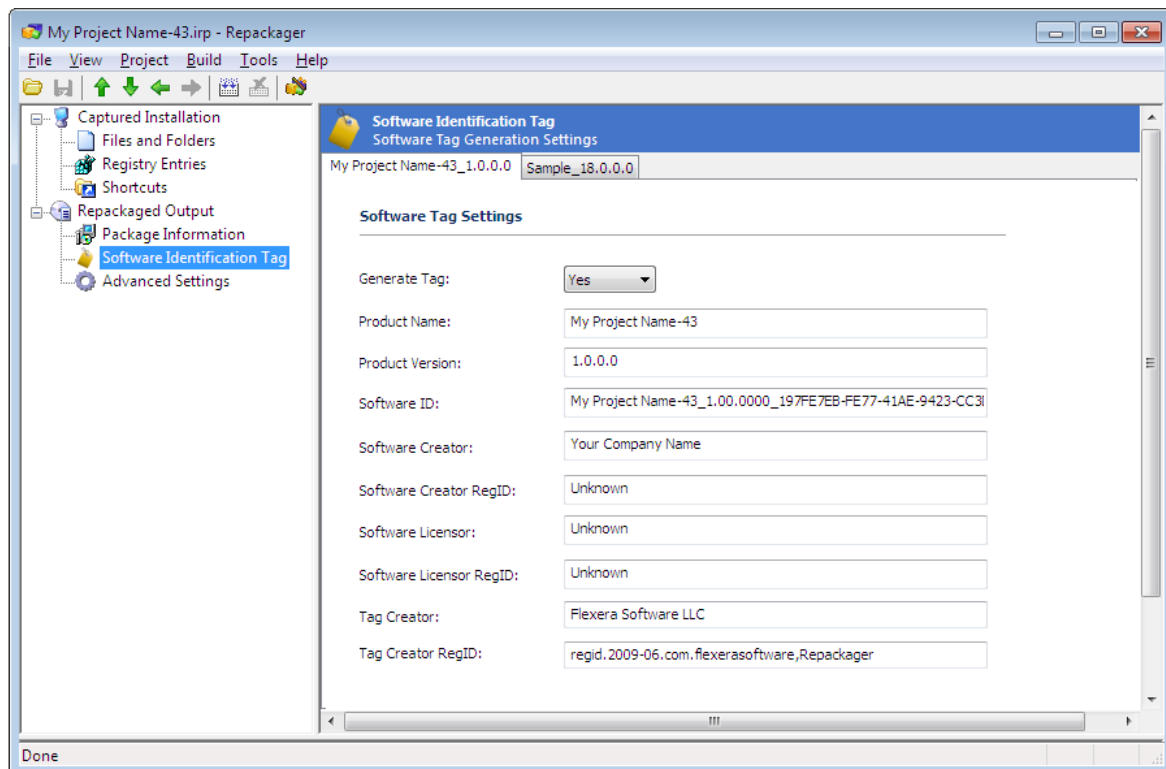 My Project Name-43.irp - Repackager
File View Project Build Tools Help
Captured Installation
Files and Folders
Registry Entries
Shortcuts
Repackaged Output
Package Information
Software Identification Tag
Advanced Settings
Software Identification Tag
Software Tag Generation Settings
My Project Name-43_1.0.0.0 Sample_18.0.0.0
Software Tag Settings
Generate Tag: Yes
Product Name: My Project Name-43
Product Version: 1.0.0.0
Software ID: My Project Name-43_1.00.0000_197FE7EB-FE77-41AE-9423-CC3
Software Creator: Your Company Name
Software Creator RegID: Unknown
Software Licensor: Unknown
Software Licensor RegID: Unknown
Tag Creator: Flexera Software LLC
Tag Creator RegID: regid.2009-06.com.flexerasoftware,Repackager
Done